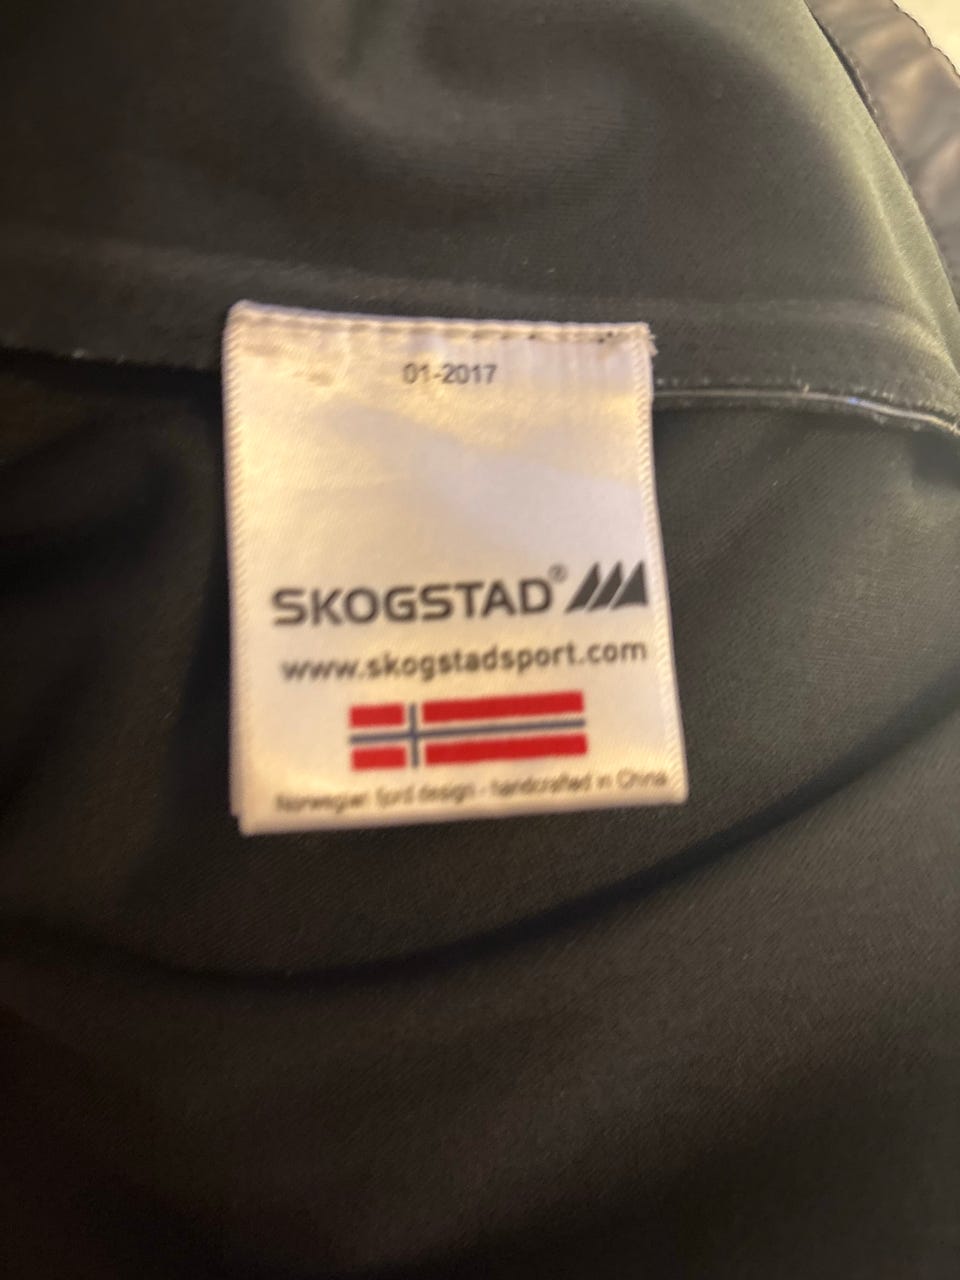 01-2017
SKOGSTAD®
www.skogstadsport.com
Norwegian fjord design - handcrafted in China